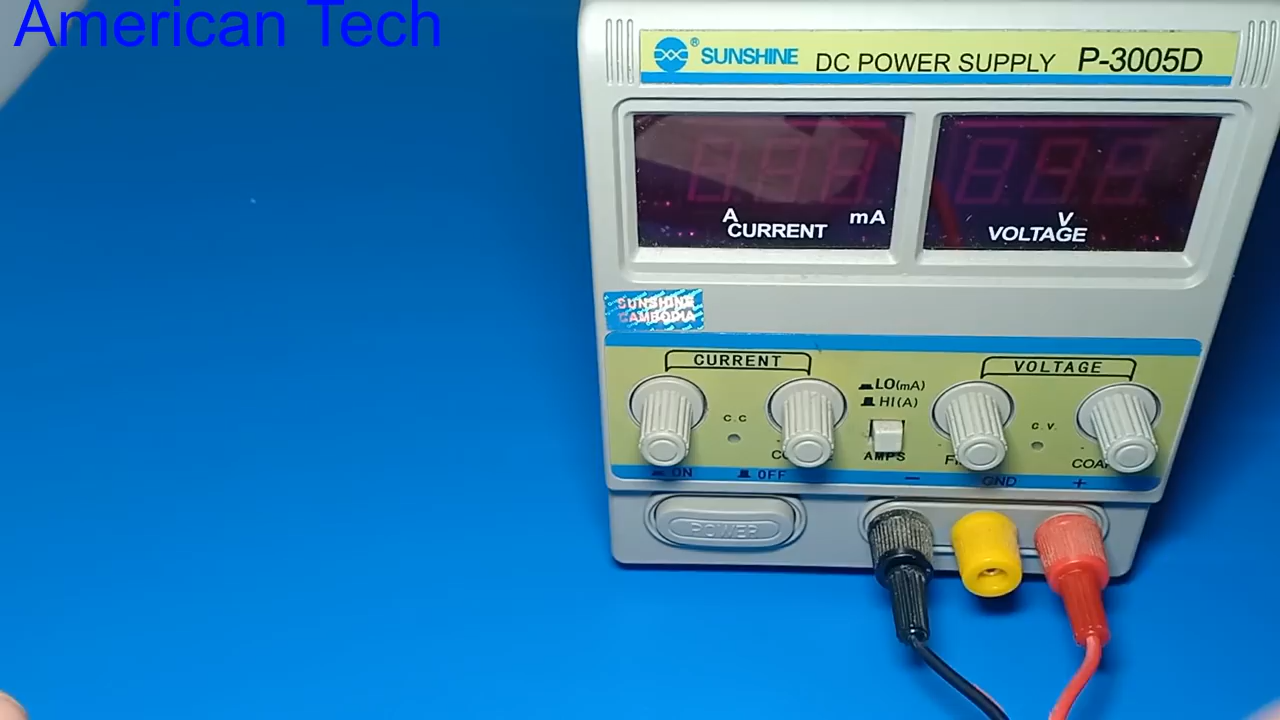 American Tech
SUNSHINE ® DC POWER SUPPLY P-3005D
A mA
CURRENT
V
VOLTAGE
SUNSHINE
CAMBODIA
CURRENT
VOLTAGE
LO(mA)
HI(A)
C.C
C.V.
AMPS
ON OFF
− GND +
POWER